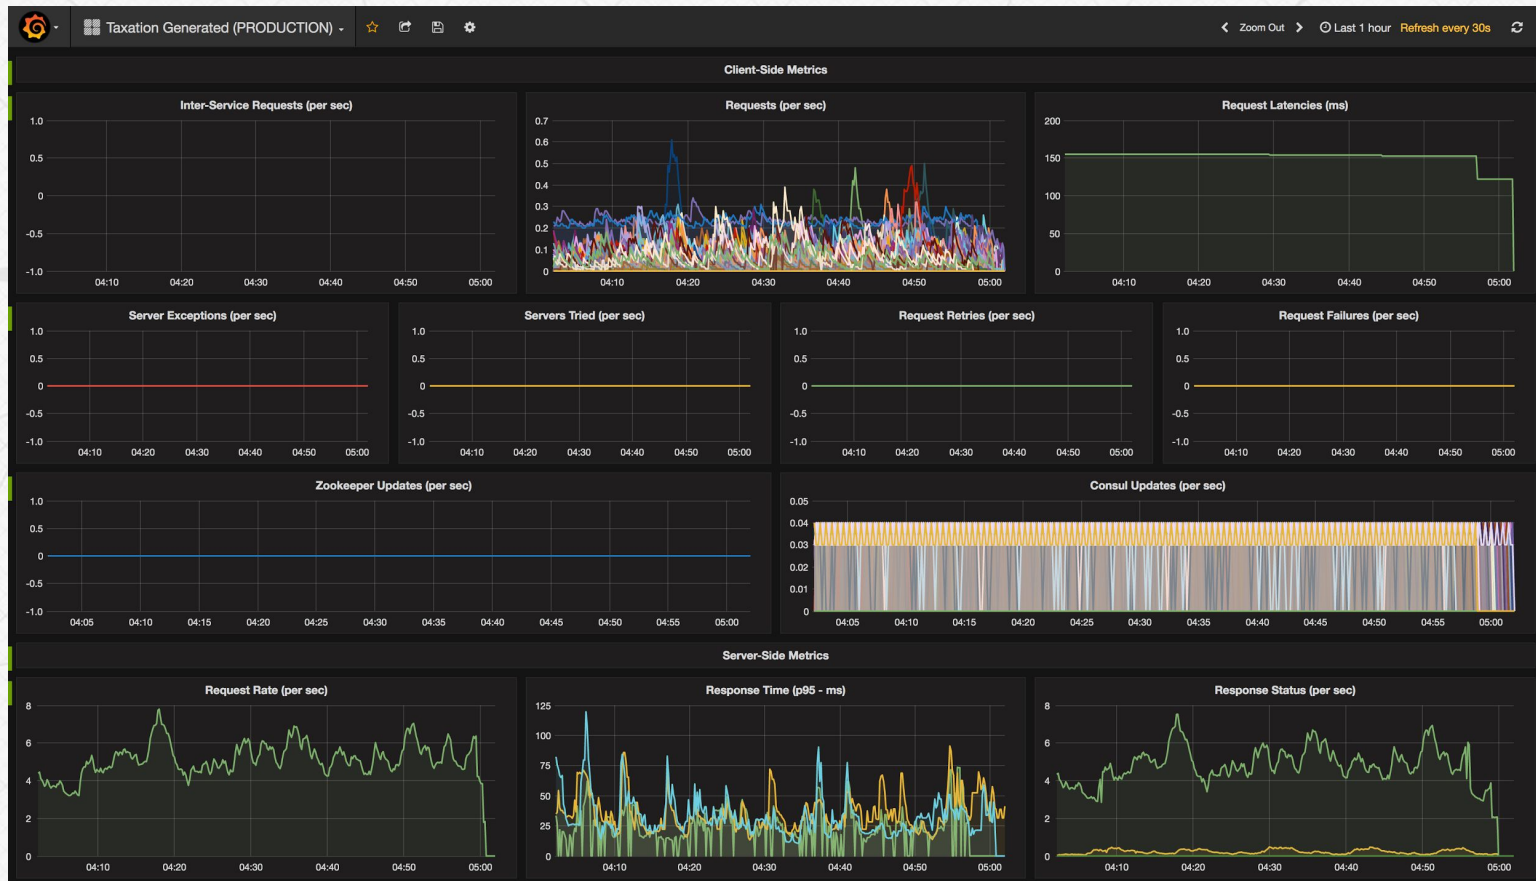 Taxation Generated (PRODUCTION)
Zoom Out
Last 1 hour
Refresh every 30s
Client-Side Metrics
Inter-Service Requests (per sec)
1.0
0.5
0
-0.5
-1.0
04:10 04:20 04:30 04:40 04:50 05:00
Requests (per sec)
0.7
0.6
0.5
0.4
0.3
0.2
0.1
0
04:10 04:20 04:30 04:40 04:50 05:00
Request Latencies (ms)
200
150
100
50
0
04:10 04:20 04:30 04:40 04:50 05:00
Server Exceptions (per sec)
1.0
0.5
0
-0.5
-1.0
04:10 04:20 04:30 04:40 04:50 05:00
Servers Tried (per sec)
1.0
0.5
0
-0.5
-1.0
04:10 04:20 04:30 04:40 04:50 05:00
Request Retries (per sec)
1.0
0.5
0
-0.5
-1.0
04:10 04:20 04:30 04:40 04:50 05:00
Request Failures (per sec)
1.0
0.5
0
-0.5
-1.0
04:10 04:20 04:30 04:40 04:50 05:00
Zookeeper Updates (per sec)
1.0
0.5
0
-0.5
-1.0
04:05 04:10 04:15 04:20 04:25 04:30 04:35 04:40 04:45 04:50 04:55 05:00
Consul Updates (per sec)
0.05
0.04
0.03
0.02
0.01
0
04:05 04:10 04:15 04:20 04:25 04:30 04:35 04:40 04:45 04:50 04:55 05:00
Server-Side Metrics
Request Rate (per sec)
8
6
4
2
0
04:10 04:20 04:30 04:40 04:50 05:00
Response Time (p95 - ms)
125
100
75
50
25
0
04:10 04:20 04:30 04:40 04:50 05:00
Response Status (per sec)
8
6
4
2
0
04:10 04:20 04:30 04:40 04:50 05:00